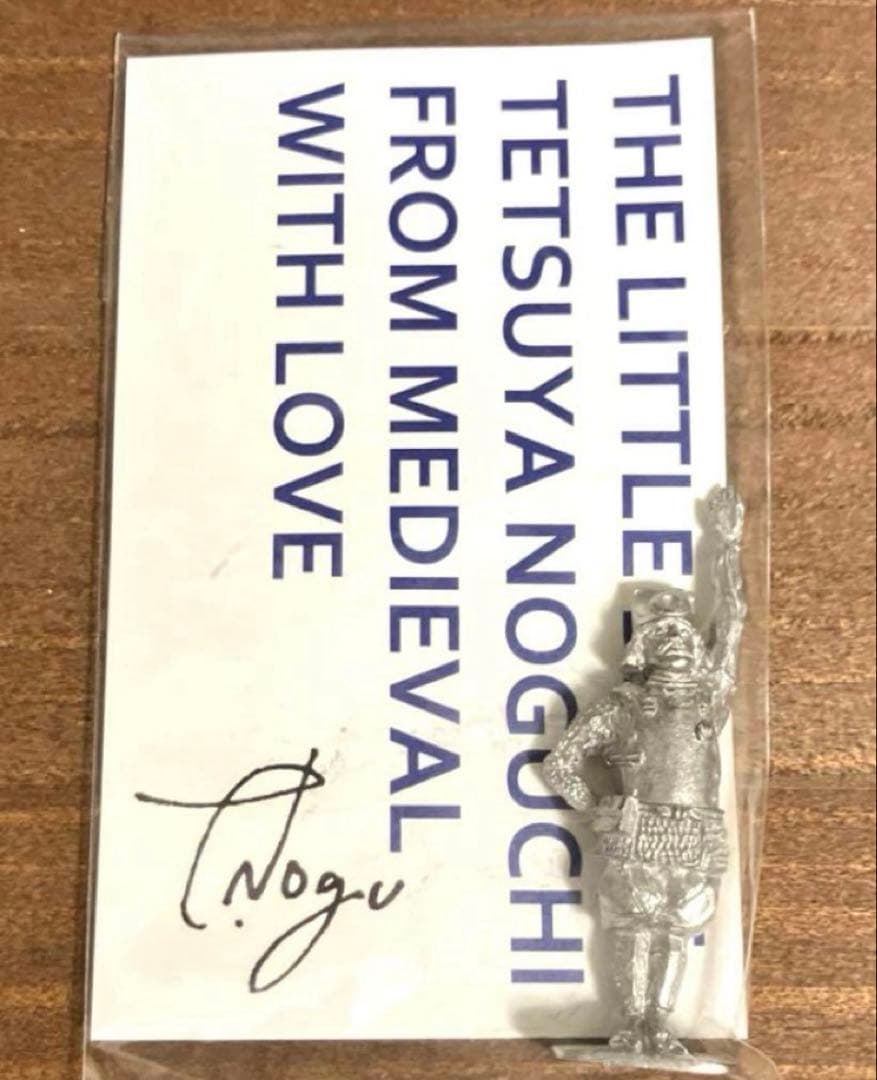 THE LITTLE
TETSUYA NOGUCHI
FROM MEDIEVAL
WITH LOVE
T.Nogu